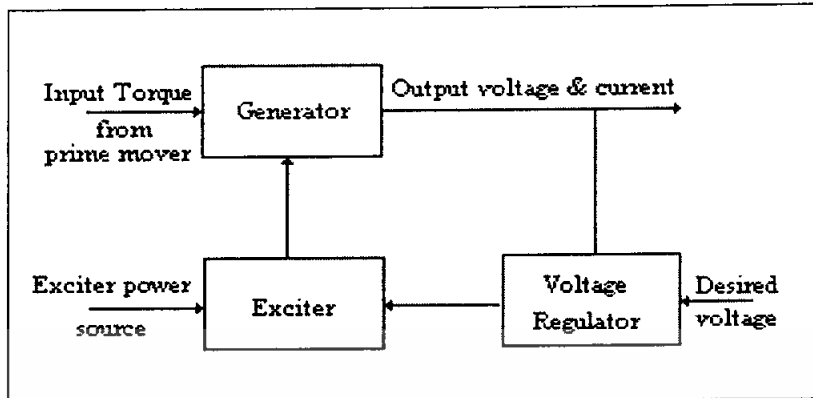 Input Torque
from
prime mover
Generator
Output voltage & current
Exciter power
source
Exciter
Voltage
Regulator
Desired
voltage